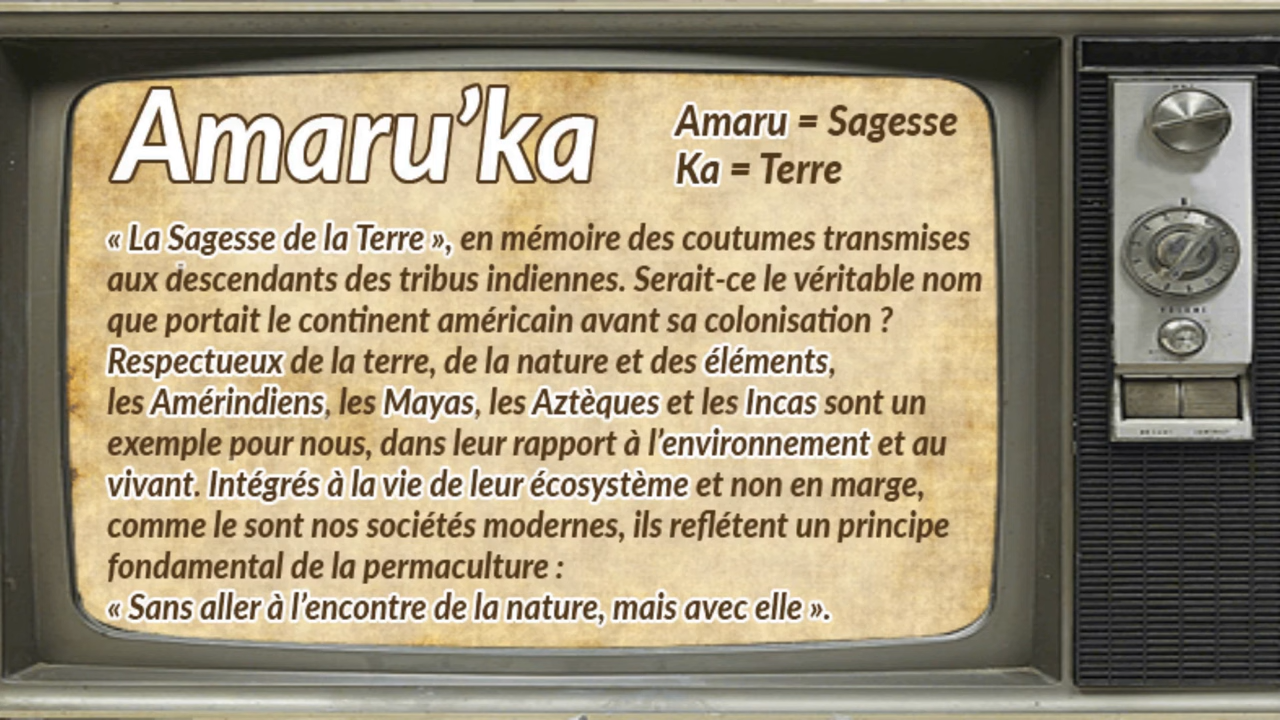 Amaru’ka
Amaru = Sagesse
Ka = Terre
« La Sagesse de la Terre », en mémoire des coutumes transmises
aux descendants des tribus indiennes. Serait-ce le véritable nom
que portait le continent américain avant sa colonisation ?
Respectueux de la terre, de la nature et des éléments,
les Amérindiens, les Mayas, les Aztèques et les Incas sont un
exemple pour nous, dans leur rapport à l’environnement et au
vivant. Intégrés à la vie de leur écosystème et non en marge,
comme le sont nos sociétés modernes, ils reflétent un principe
fondamental de la permaculture :
« Sans aller à l’encontre de la nature, mais avec elle ».
VOLUME